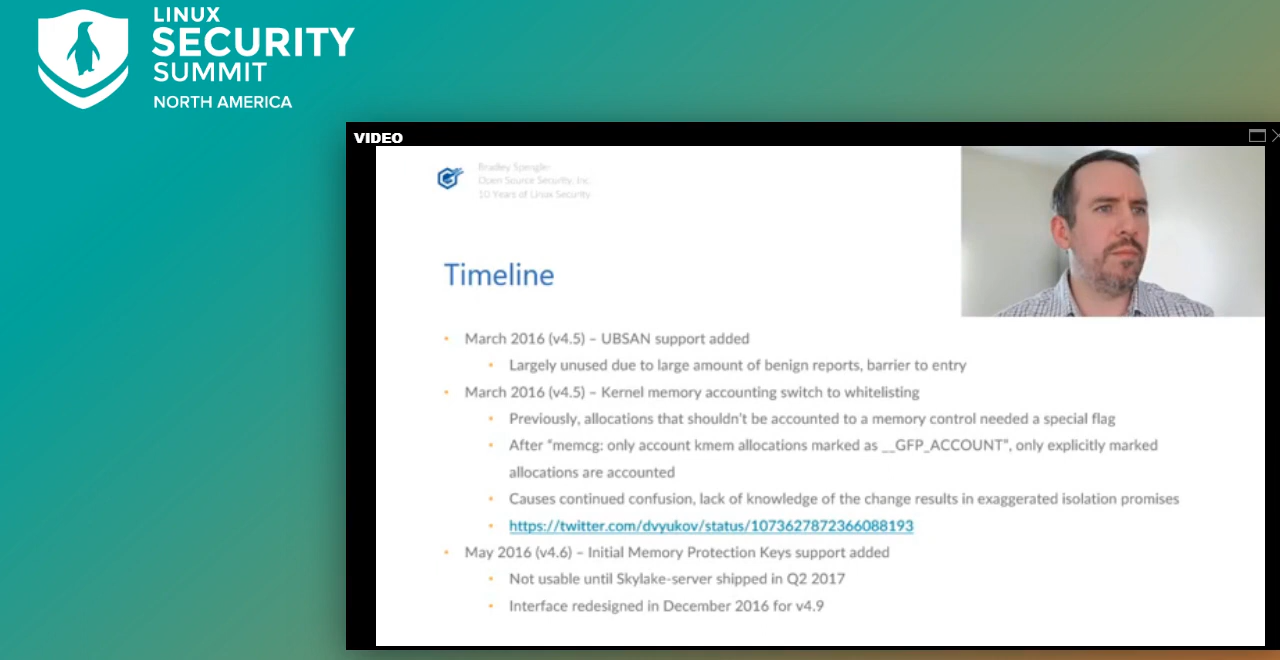 LINUX
SECURITY
SUMMIT
NORTH AMERICA
VIDEO
Bradley Spengler
Open Source Security, Inc.
10 Years of Linux Security
Timeline
• March 2016 (v4.5) – UBSAN support added
• Largely unused due to large amount of benign reports, barrier to entry
• March 2016 (v4.5) – Kernel memory accounting switch to whitelisting
• Previously, allocations that shouldn't be accounted to a memory control needed a special flag
• After "memcg: only account kmem allocations marked as __GFP_ACCOUNT", only explicitly marked
allocations are accounted
• Causes continued confusion, lack of knowledge of the change results in exaggerated isolation promises
• https://twitter.com/dvyukov/status/1073627872366088193
• May 2016 (v4.6) – Initial Memory Protection Keys support added
• Not usable until Skylake-server shipped in Q2 2017
• Interface redesigned in December 2016 for v4.9